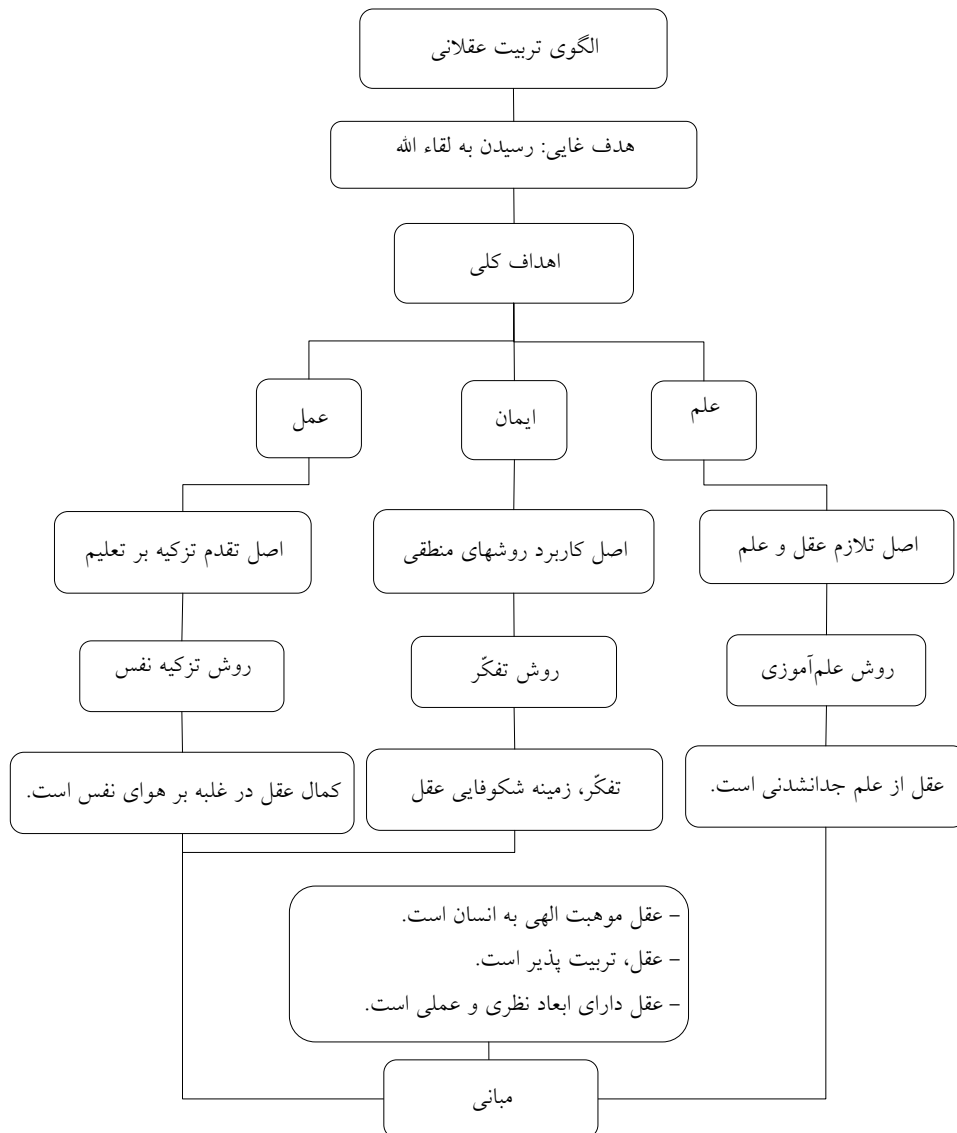 الگوی تربیت عقلانی
هدف غایی: رسیدن به لقاء الله
اهداف کلی
علم
ایمان
عمل
اصل تلازم عقل و علم
اصل کاربرد روشهای منطقی
اصل تقدم تزکیه بر تعلیم
روش علم‌آموزی
روش تفکّر
روش تزکیه نفس
عقل از علم جدانشدنی است.
تفکّر، زمینه شکوفایی عقل
کمال عقل در غلبه بر هوای نفس است.
– عقل موهبت الهی به انسان است.
– عقل، تربیت پذیر است.
– عقل دارای ابعاد نظری و عملی است.
مبانی